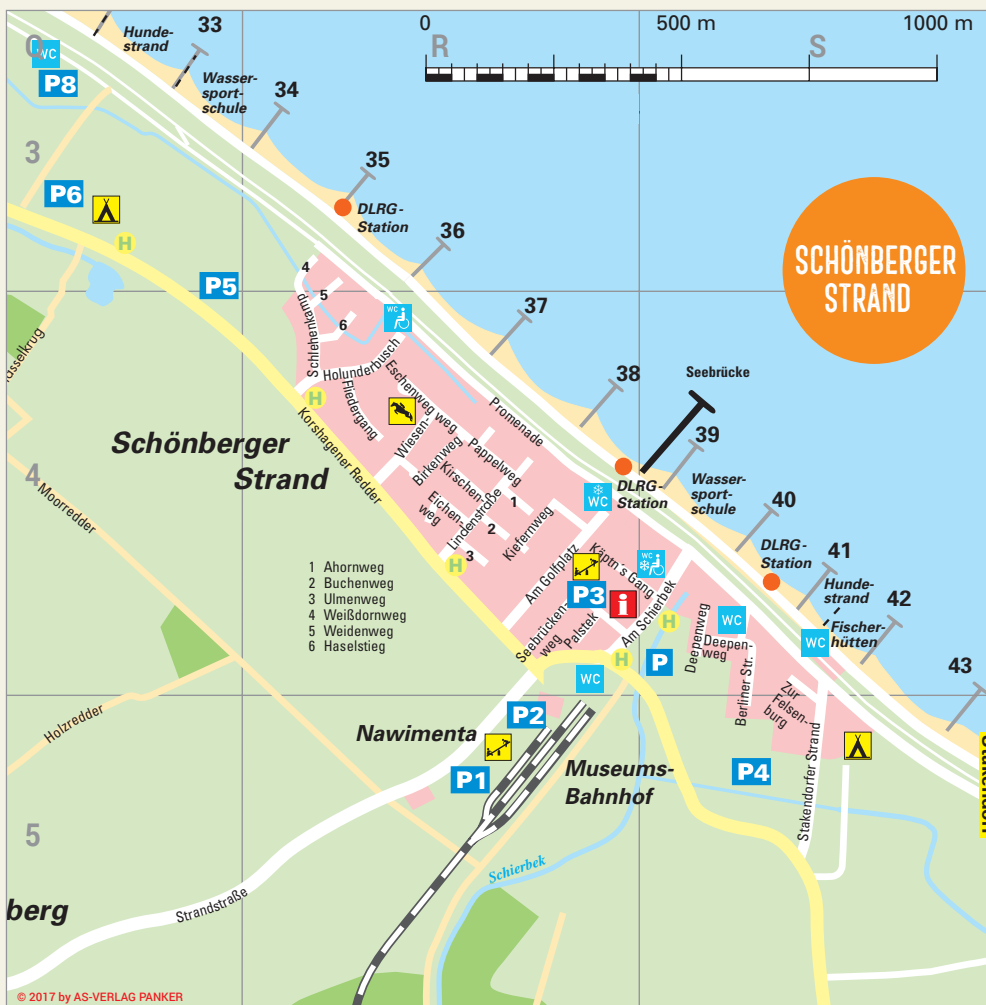 0
500 m
1000 m
Q
R
S
33
Hunde-
strand
WC
P8
Wasser-
sport-
schule
34
3
35
P6
DLRG-
Station
36
H
H
P5
SCHÖNBERGER
STRAND
4
5
6
WC
37
Schlehenkamp
Holunderbusch
asselkrug
H
Fliedergang
Eschenweg
weg
Wiesen-
Promenade
38
Seebrücke
39
Korshagener Redder
Birkenweg
Pappelweg
Kirschen-
Schönberger
Strand
4
Moorredder
Eichen-
weg
Lindenstraße
1
2
3
Kiefernweg
WC
DLRG-
Station
Wasser-
sport-
schule
40
H
DLRG-
Station
41
Hunde-
strand
42
Fischer-
hütten
1 Ahornweg
2 Buchenweg
3 Ulmenweg
4 Weißdornweg
5 Weidenweg
6 Haselstieg
Am Golfplatz
Käptn´s Gang
WC
P3
i
Am Schierbek
H
Seebrücken-
weg
Palstek
H
P
WC
Deepenweg
Deepen-
weg
WC
WC
Berliner Str.
43
Zur
Felsen-
burg
Holzredder
P2
Nawimenta
P1
Museums-
Bahnhof
P4
Stakendorfer Strand
Stakendorf
5
Schierbek
berg
Strandstraße
© 2017 by AS-VERLAG PANKER